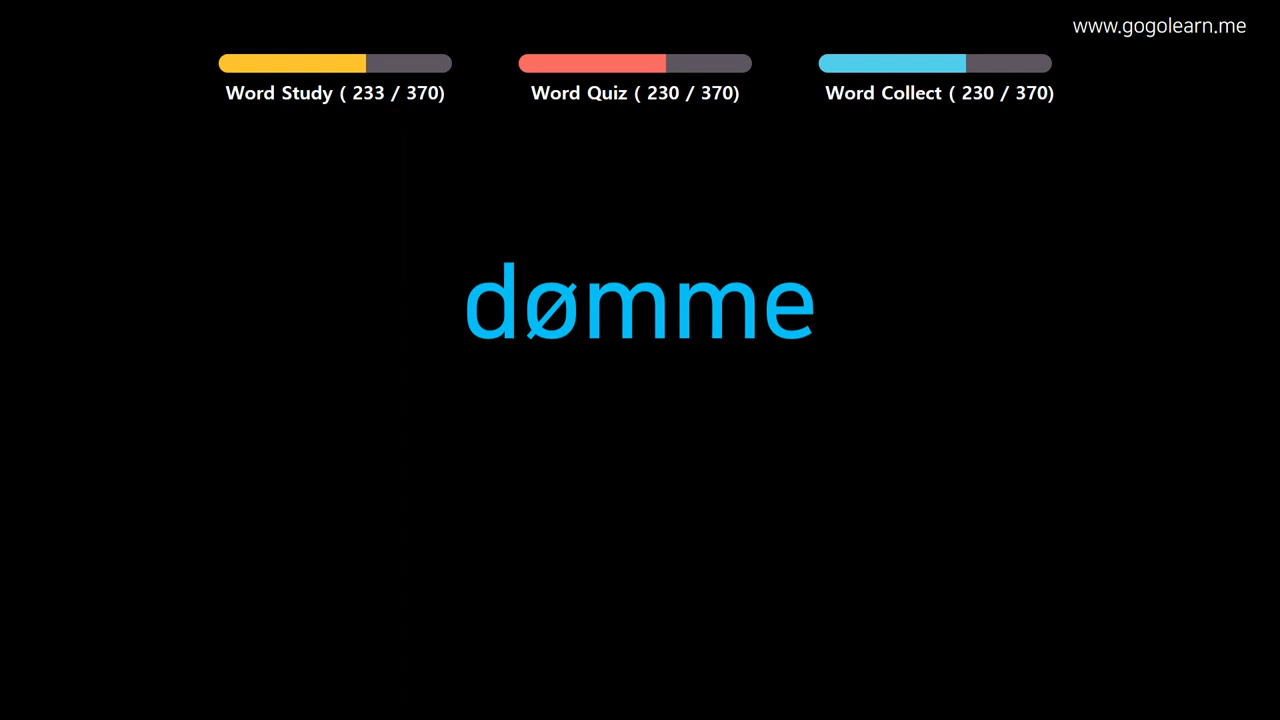 www.gogolearn.me
Word Study ( 233 / 370)
Word Quiz ( 230 / 370)
Word Collect ( 230 / 370)
dømme